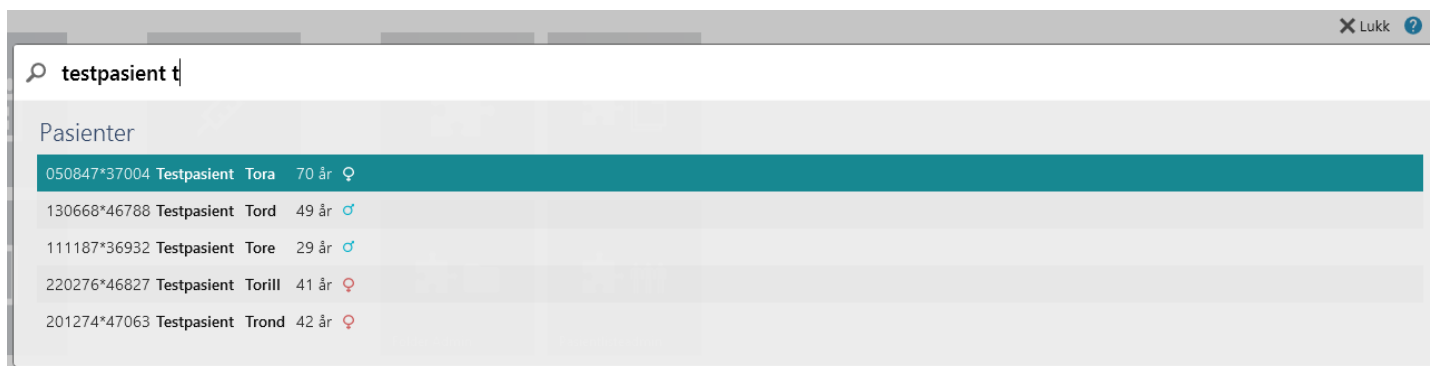 Lukk ?
testpasient t
Pasienter
050847*37004 Testpasient Tora 70 år ♀
130668*46788 Testpasient Tord 49 år ♂
111187*36932 Testpasient Tore 29 år ♂
220276*46827 Testpasient Torill 41 år ♀
201274*47063 Testpasient Trond 42 år ♀